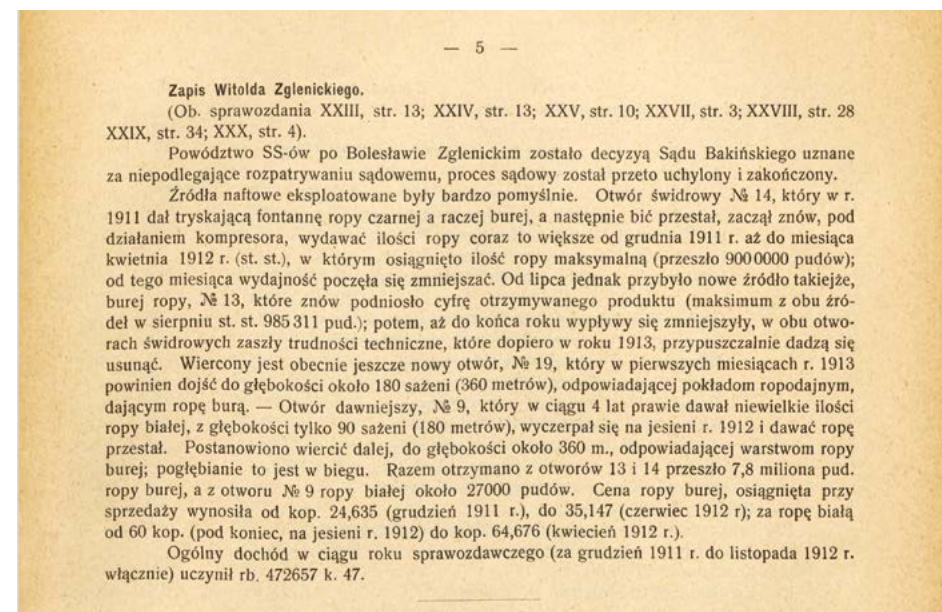 — 5 —
Zapis Witolda Zglenickiego.
(Ob. sprawozdania XXIII, str. 13; XXIV, str. 13; XXV, str. 10; XXVII, str. 3; XXVIII, str. 28
XXIX, str. 34; XXX, str. 4).
Powództwo SS-ów po Bolesławie Zglenickim zostało decyzyą Sądu Bakińskiego uznane
za niepodlegające rozpatrywaniu sądowemu, proces sądowy został przeto uchylony i zakończony.
Źródła naftowe eksploatowane były bardzo pomyślnie. Otwór świdrowy № 14, który w r.
1911 dał tryskającą fontannę ropy czarnej a raczej burej, a następnie bić przestał, zaczął znów, pod
działaniem kompresora, wydawać ilości ropy coraz to większe od grudnia 1911 r. aż do miesiąca
kwietnia 1912 r. (st. st.), w którym osiągnięto ilość ropy maksymalną (przeszło 9000000 pudów);
od tego miesiąca wydajność poczęła się zmniejszać. Od lipca jednak przybyło nowe źródło takiejże,
burej ropy, № 13, które znów podniosło cyfrę otrzymywanego produktu (maksimum z obu źró-
deł w sierpniu st. st. 985311 pud.); potem, aż do końca roku wypływy się zmniejszyły, w obu otwo-
rach świdrowych zaszły trudności techniczne, które dopiero w roku 1913, przypuszczalnie dadzą się
usunąć. Wiercony jest obecnie jeszcze nowy otwór, № 19, który w pierwszych miesiącach r. 1913
powinien dojść do głębokości około 180 sażeni (360 metrów), odpowiadającej pokładom ropodajnym,
dającym ropę burą. — Otwór dawniejszy, № 9, który w ciągu 4 lat prawie dawał niewielkie ilości
ropy białej, z głębokości tylko 90 sażeni (180 metrów), wyczerpał się na jesieni r. 1912 i dawać ropę
przestał. Postanowiono wiercić dalej, do głębokości około 360 m., odpowiadającej warstwom ropy
burej; pogłębianie to jest w biegu. Razem otrzymano z otworów 13 i 14 przeszło 7,8 miliona pud.
ropy burej, a z otworu № 9 ropy białej około 27000 pudów. Cena ropy burej, osiągnięta przy
sprzedaży wynosiła od kop. 24,635 (grudzień 1911 r.), do 35,147 (czerwiec 1912 r); za ropę białą
od 60 kop. (pod koniec, na jesieni r. 1912) do kop. 64,676 (kwiecień 1912 r.).
Ogólny dochód w ciągu roku sprawozdawczego (za grudzień 1911 r. do listopada 1912 r.
włącznie) uczynił rb. 472657 k. 47.